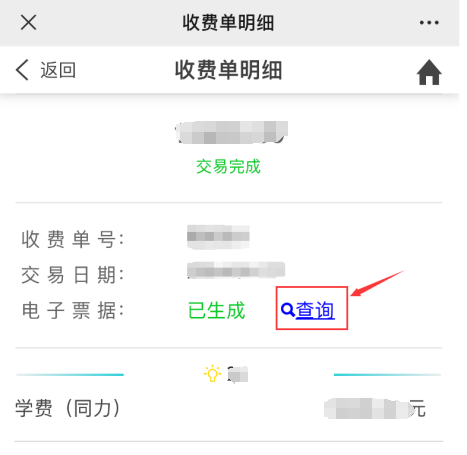 收费单明细
返回 收费单明细
交易完成
收费单号：
交易日期：
电子票据： 已生成 查询
学费（同力） 元